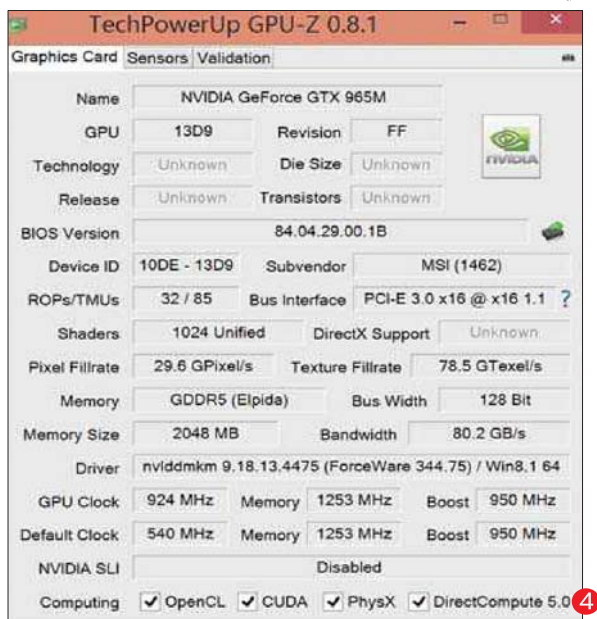 TechPowerUp GPU-Z 0.8.1
Graphics Card Sensors Validation
Name NVIDIA GeForce GTX 965M
GPU 13D9 Revision FF
NVIDIA
Technology Unknown Die Size Unknown
Release Unknown Transistors Unknown
BIOS Version 84.04.29.00.1B
Device ID 10DE - 13D9 Subvendor MSI (1462)
ROPs/TMUs 32 / 85 Bus Interface PCI-E 3.0 x16 @ x16 1.1 ?
Shaders 1024 Unified DirectX Support Unknown
Pixel Fillrate 29.6 GPixel/s Texture Fillrate 78.5 GTexel/s
Memory GDDR5 (Elpida) Bus Width 128 Bit
Memory Size 2048 MB Bandwidth 80.2 GB/s
Driver nvlddmkm 9.18.13.4475 (ForceWare 344.75) / Win8.1 64
GPU Clock 924 MHz Memory 1253 MHz Boost 950 MHz
Default Clock 540 MHz Memory 1253 MHz Boost 950 MHz
NVIDIA SLI Disabled
Computing OpenCL CUDA PhysX DirectCompute 5.0 4